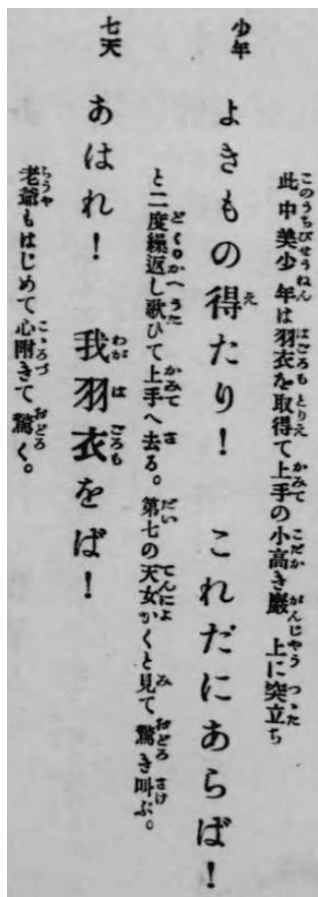 此中美少年は羽衣を取得て上手の小高き巖上に突立ち
少年 よきもの得たり! これだにあらば!
と二度繰返し歌ひて上手へ去る。第七の天女かくと見て驚き叫ぶ。
七天 あはれ! 我羽衣をば!
老爺もはじめて心附きて驚く。